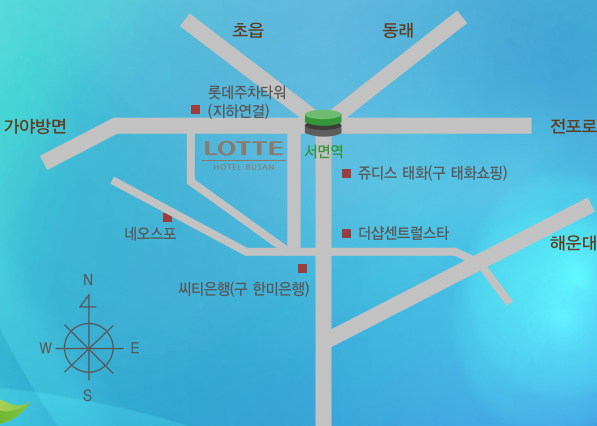 초읍
동래
롯데주차타워
(지하연결)
가야방면
전포로
LOTTE
HOTEL BUSAN
서면역
쥬디스 태화(구 태화쇼핑)
네오스포
더샵센트럴스타
해운대
씨티은행(구 한미은행)
N
W
E
S